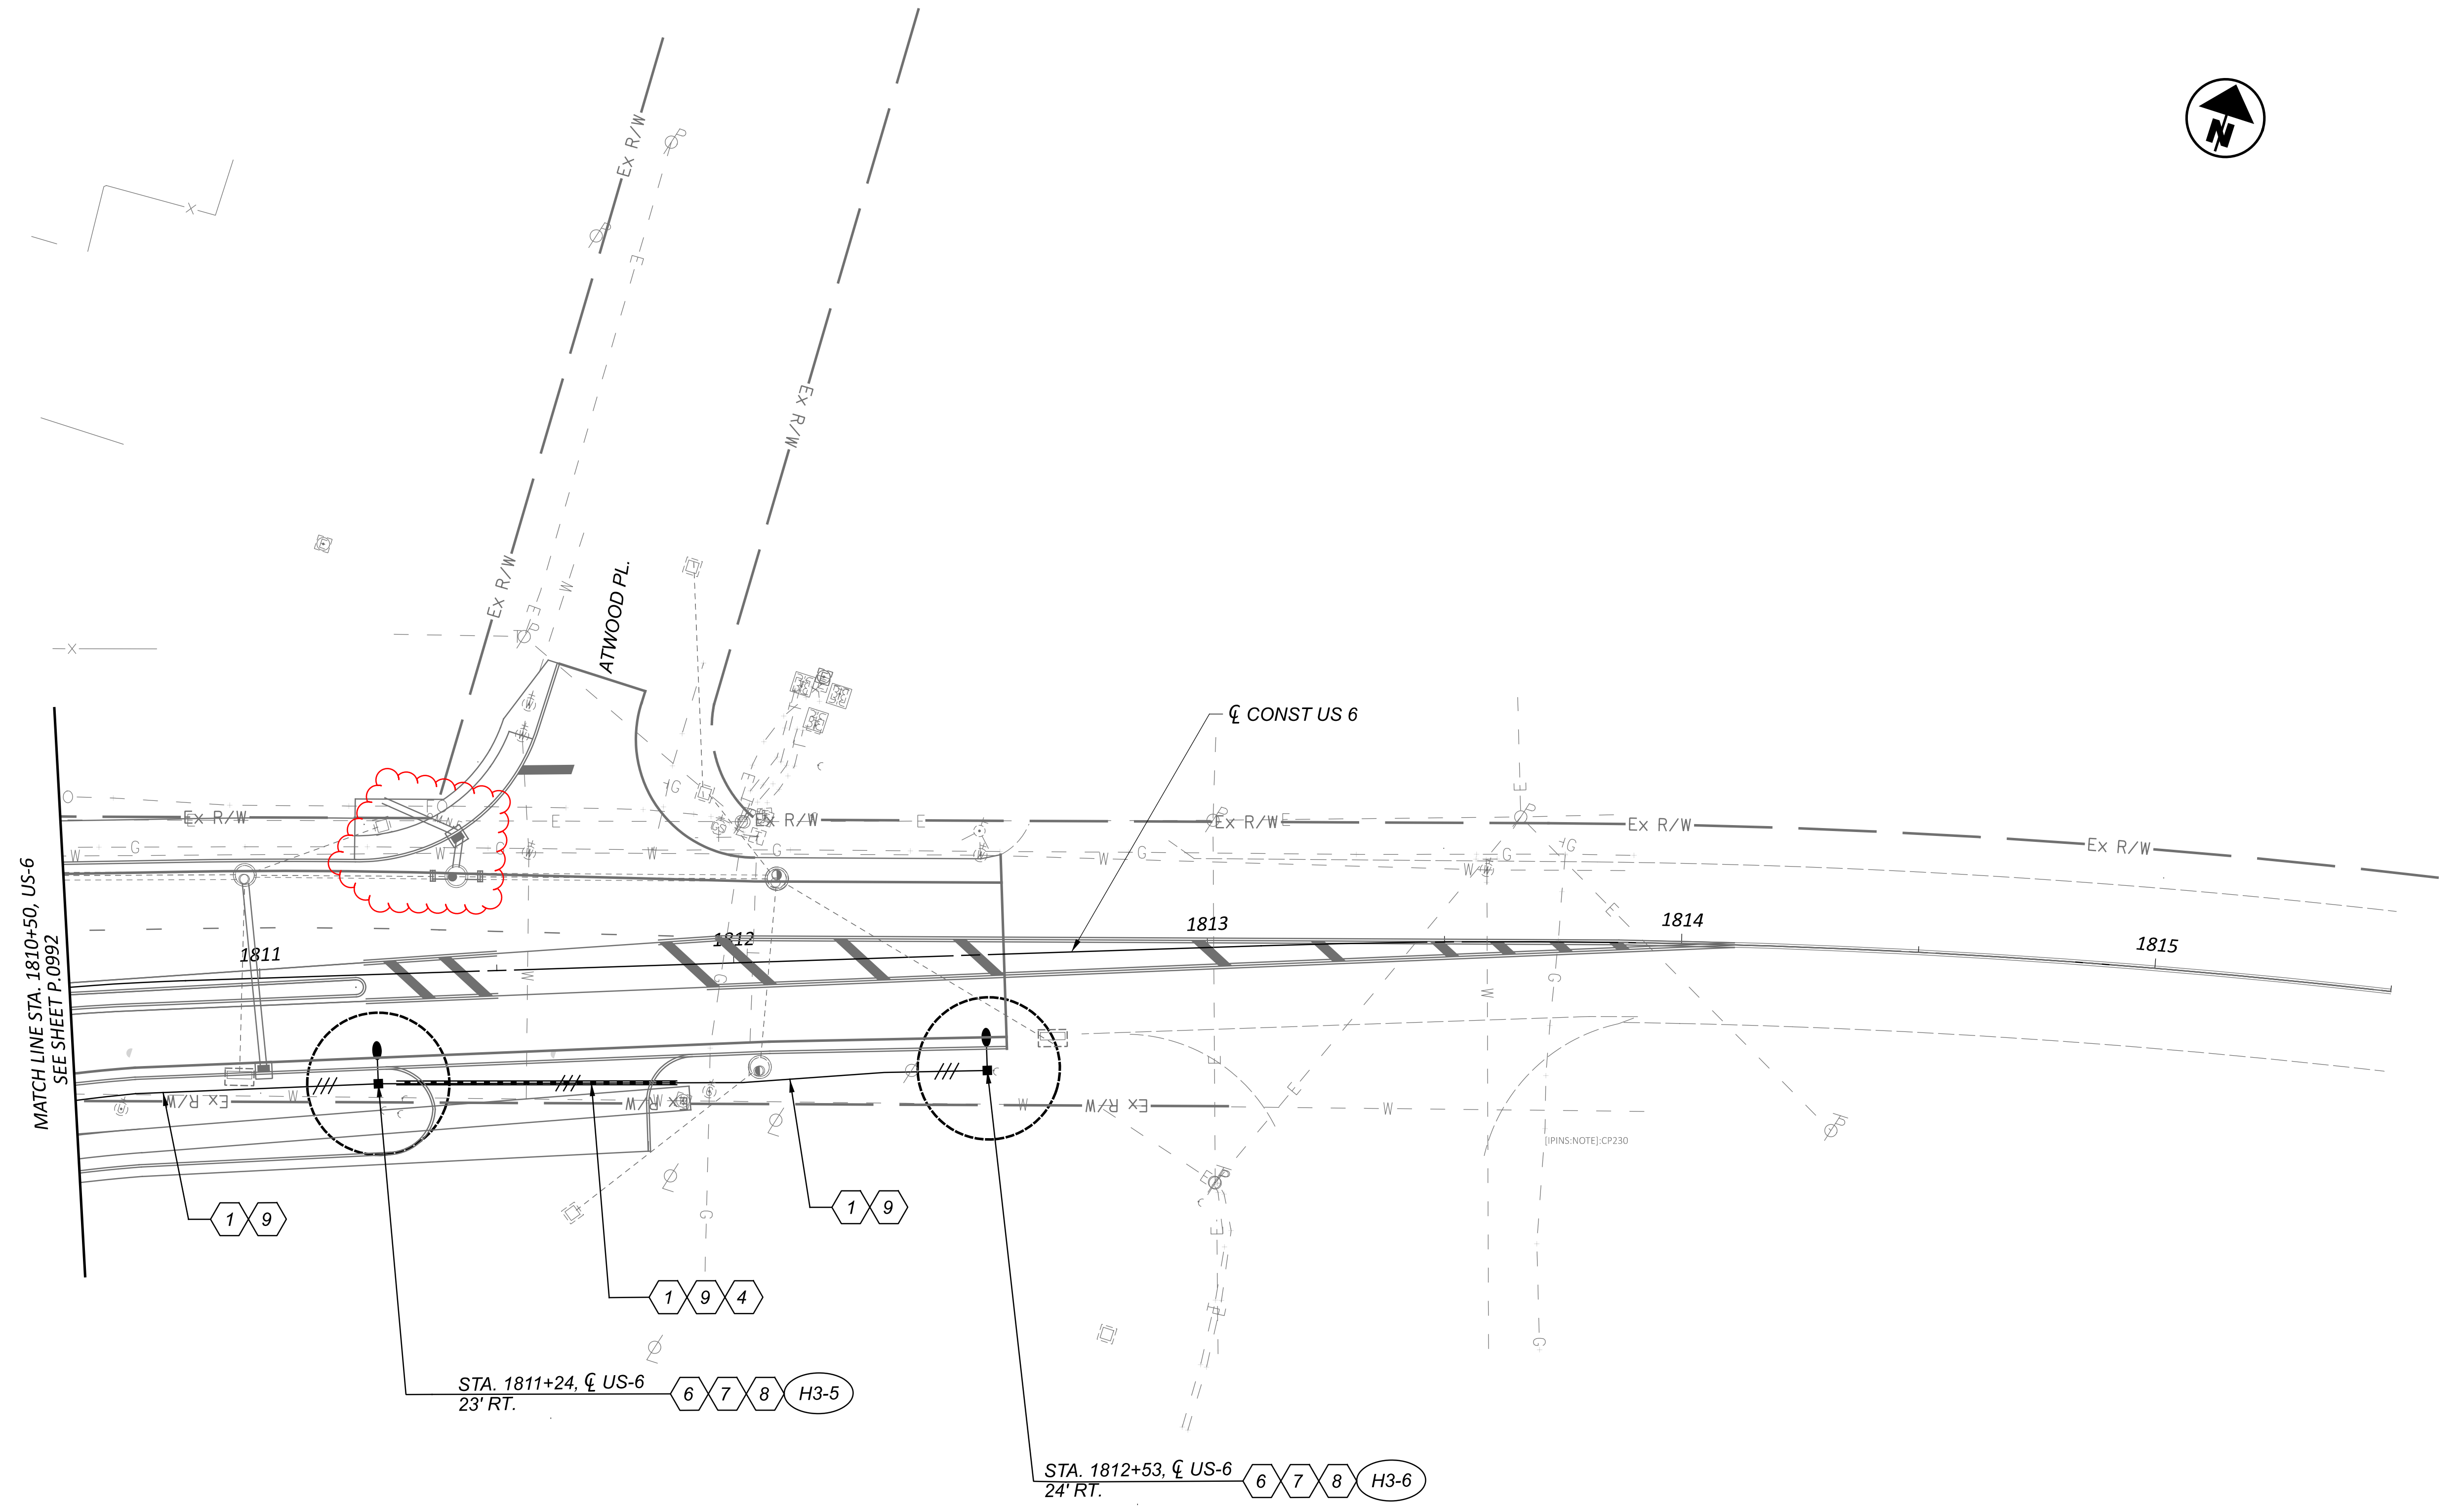 N
Ex R/W
P
P
E
X
Ex R/W
Ex R/W
W
E
P
ATWOOD PL.
X
℄ CONST US 6
MATCH LINE STA. 1810+50, US-6
SEE SHEET P.0992
E
P
G
E
Ex R/W
E
Ex R/W
E
P
Ex R/W
E
Ex R/W
Ex R/W
G
W
W
G
W
G
W
G
W
G
W
E
1811
1812
1813
1814
1815
W
G
E
W
G
Ex R/W
W
Ex R/W
W
W
Ex R/W
E
W
[IPINS:NOTE]:CP230
P
E
1 9
1 9
G
E
1 9 4
E
G
STA. 1811+24, ℄ US-6
23' RT.
6 7 8 H3-5
STA. 1812+53, ℄ US-6
24' RT.
6 7 8 H3-6